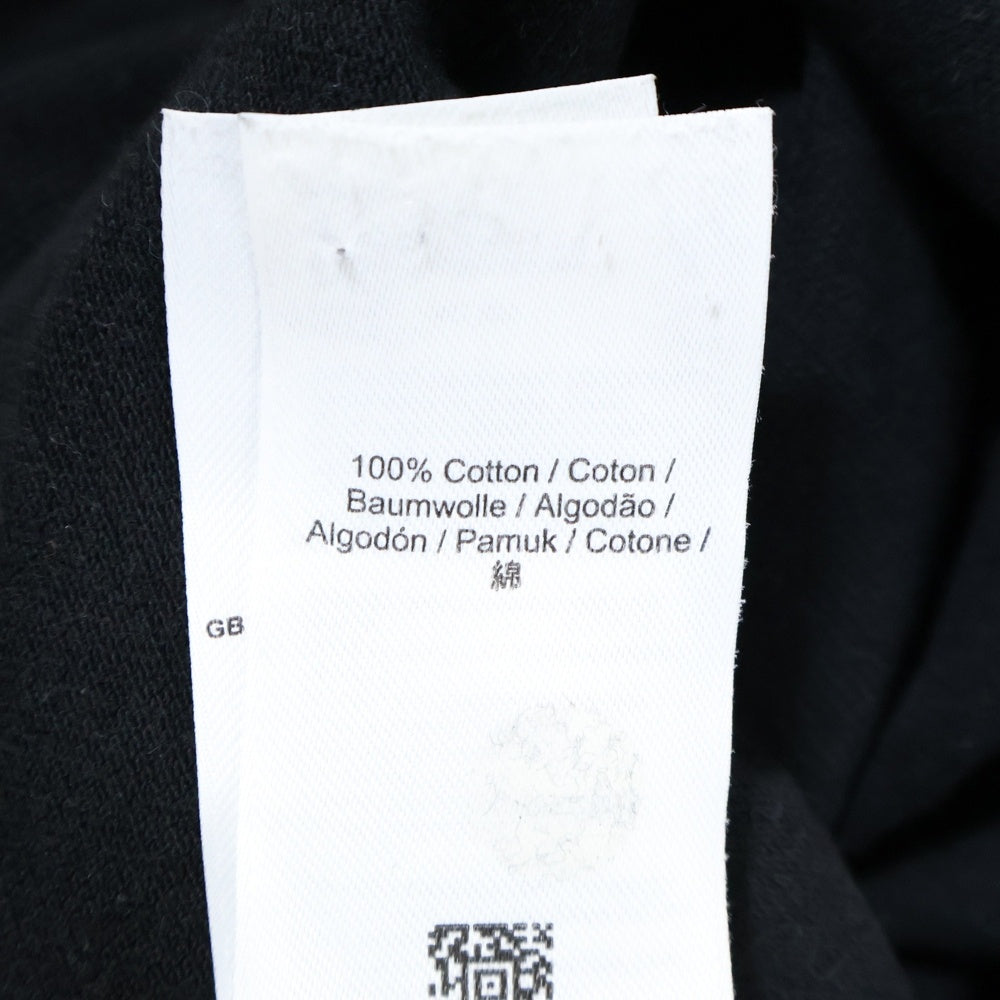 100% Cotton / Coton /
Baumwolle / Algodão /
Algodón / Pamuk / Cotone /
綿
GB